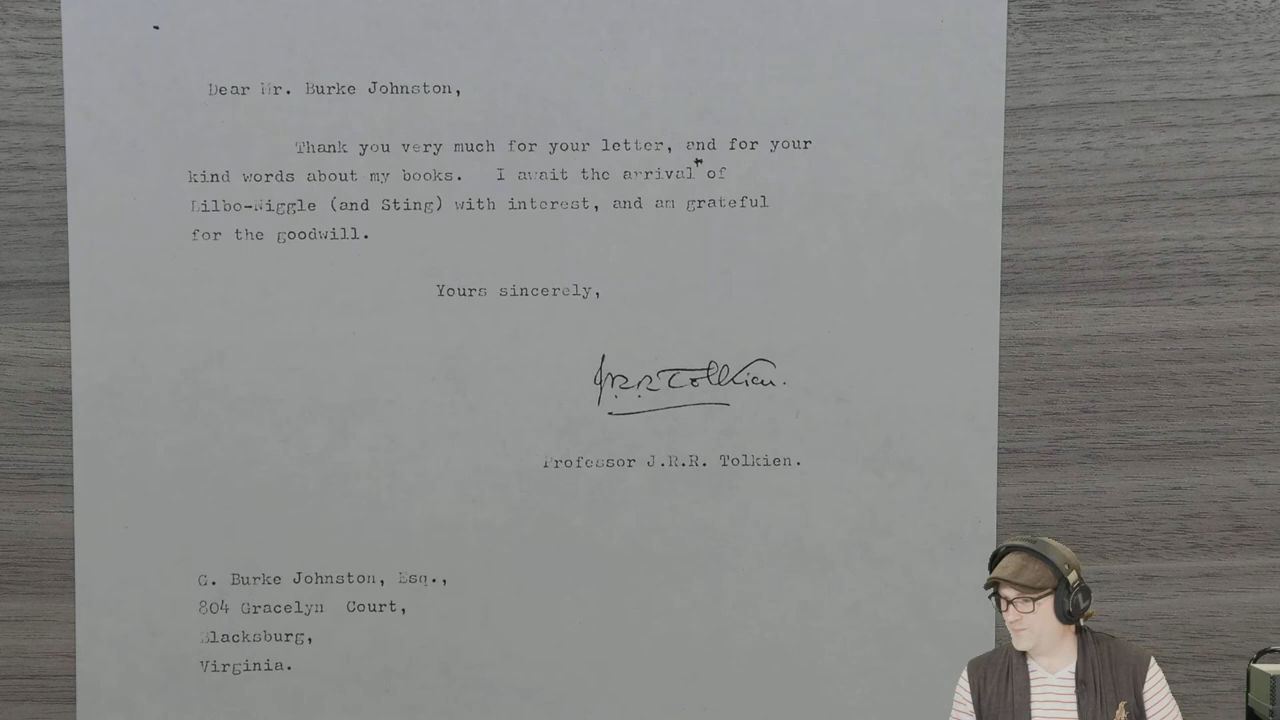 Dear Mr. Burke Johnston,
Thank you very much for your letter, and for your
kind words about my books. I await the arrival of
Bilbo-Niggle (and Sting) with interest, and am grateful
for the goodwill.
Yours sincerely,
J.R.R. Tolkien.
Professor J.R.R. Tolkien.
G. Burke Johnston, Esq.,
804 Gracelyn Court,
Blacksburg,
Virginia.